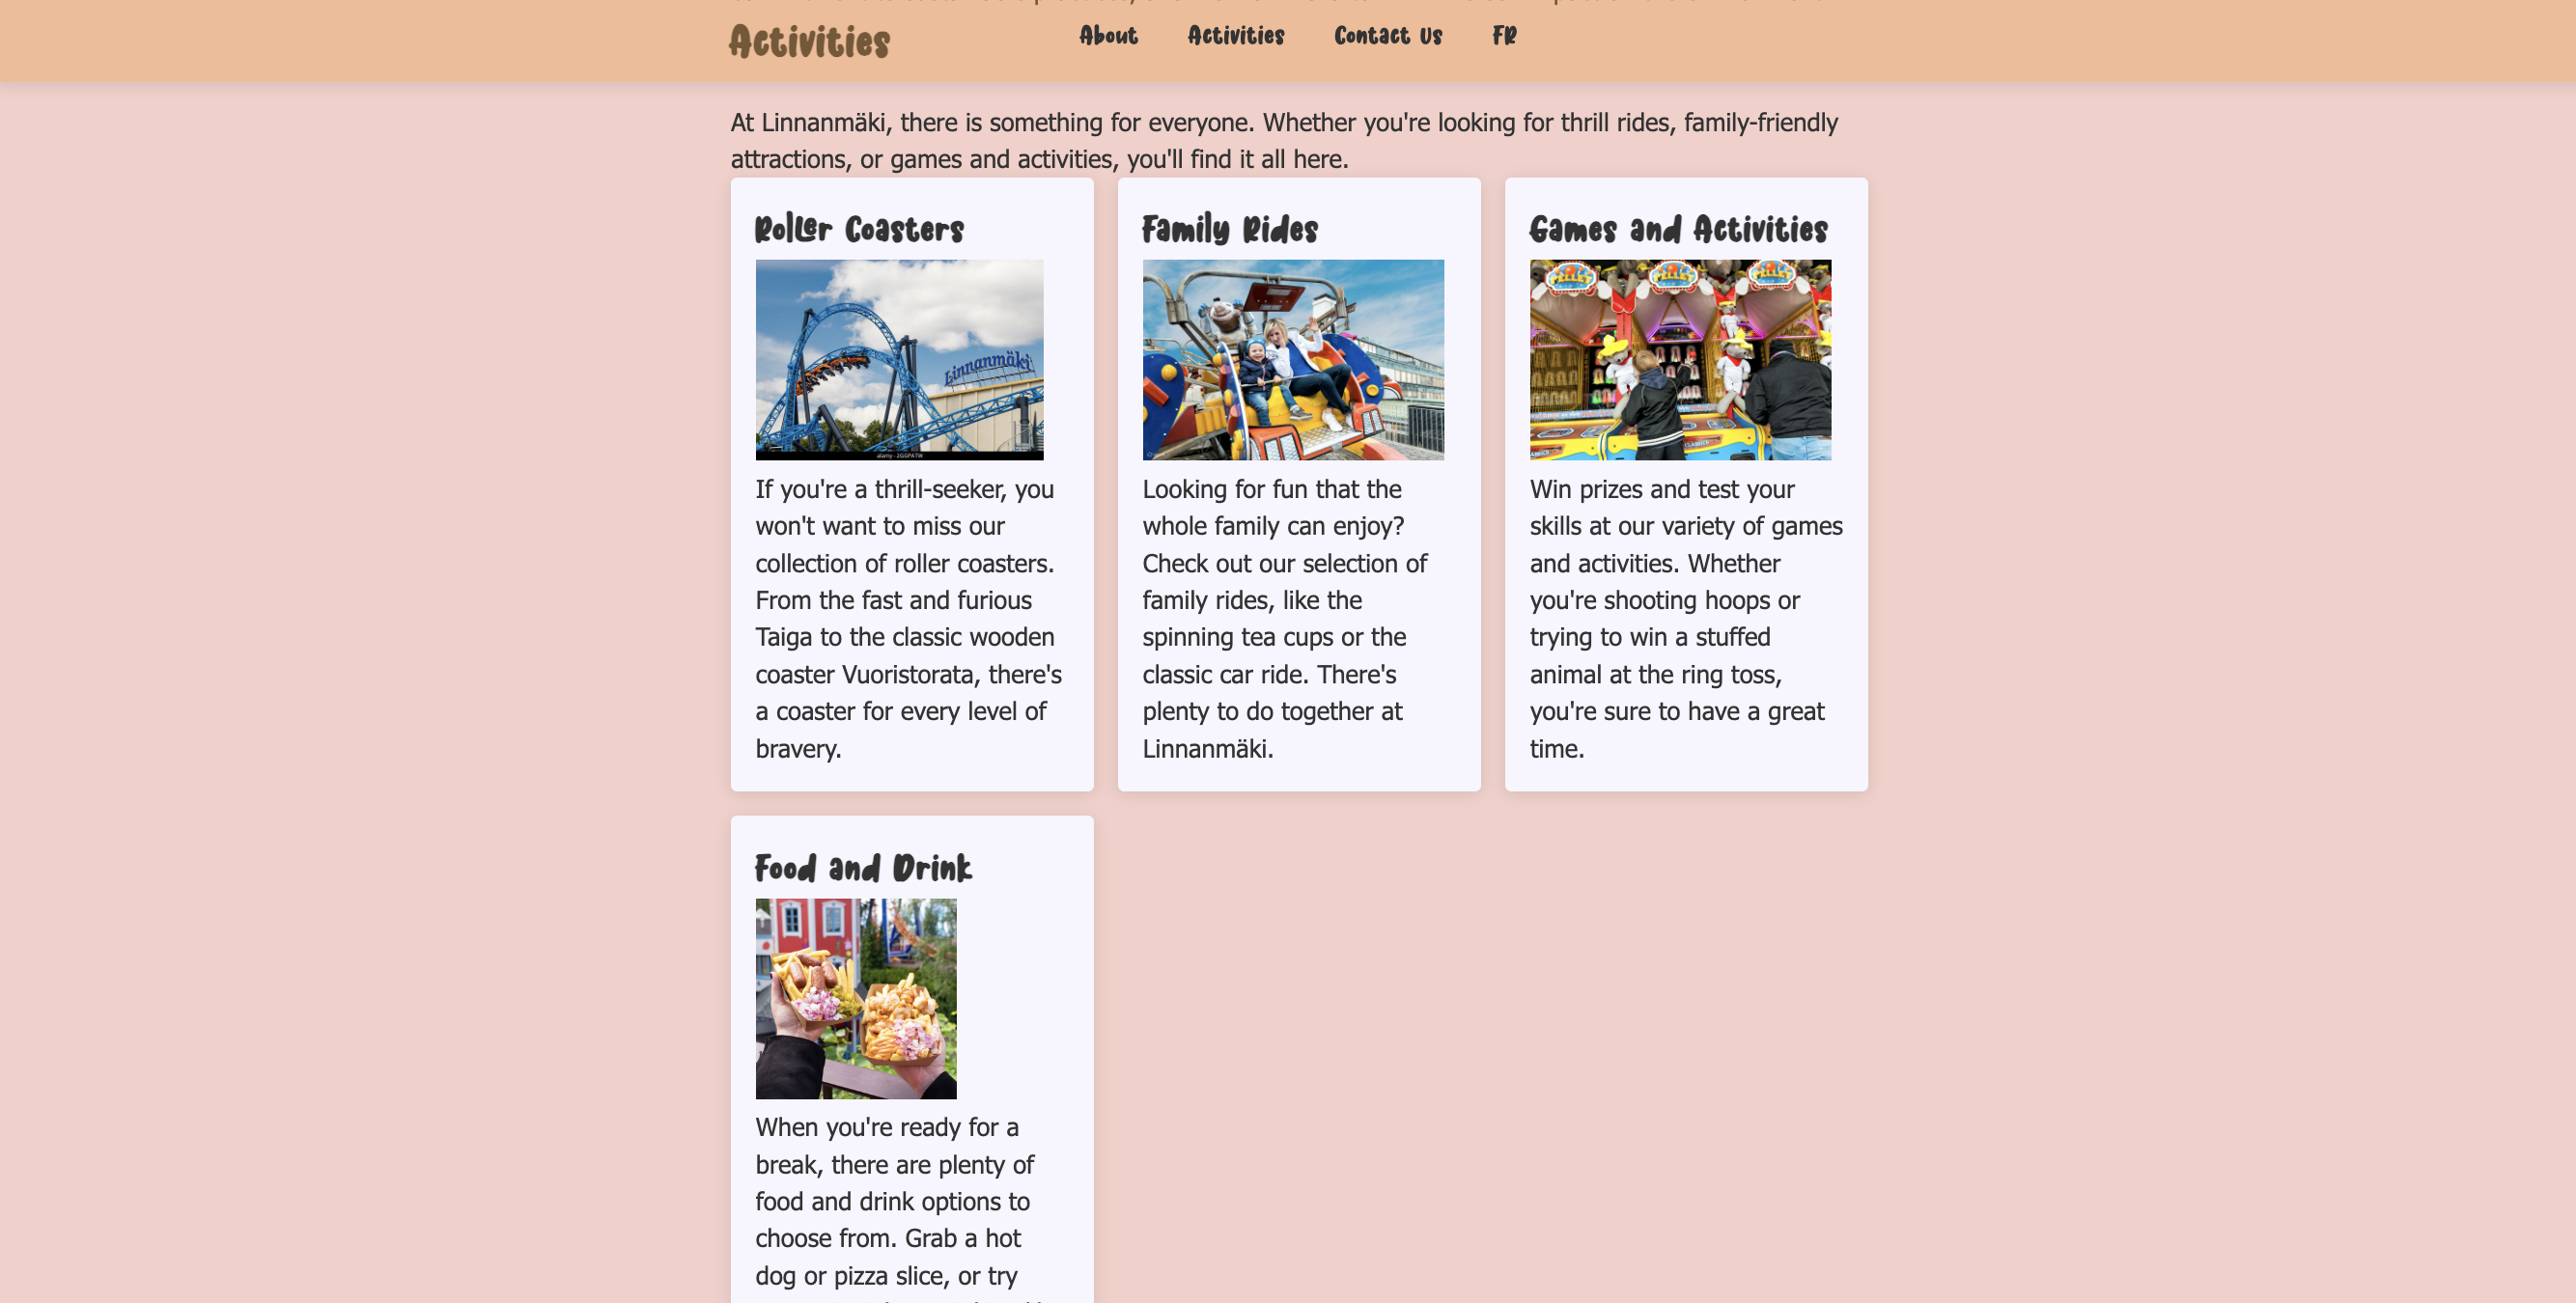 Activities
About Activities Contact Us FR
At Linnanmäki, there is something for everyone. Whether you're looking for thrill rides, family-friendly
attractions, or games and activities, you'll find it all here.
Roller Coasters
Linnanmäki
alamy - 2GGPATW
If you're a thrill-seeker, you
won't want to miss our
collection of roller coasters.
From the fast and furious
Taiga to the classic wooden
coaster Vuoristorata, there's
a coaster for every level of
bravery.
Family Rides
Looking for fun that the
whole family can enjoy?
Check out our selection of
family rides, like the
spinning tea cups or the
classic car ride. There's
plenty to do together at
Linnanmäki.
Games and Activities
Win prizes and test your
skills at our variety of games
and activities. Whether
you're shooting hoops or
trying to win a stuffed
animal at the ring toss,
you're sure to have a great
time.
Food and Drink
When you're ready for a
break, there are plenty of
food and drink options to
choose from. Grab a hot
dog or pizza slice, or try